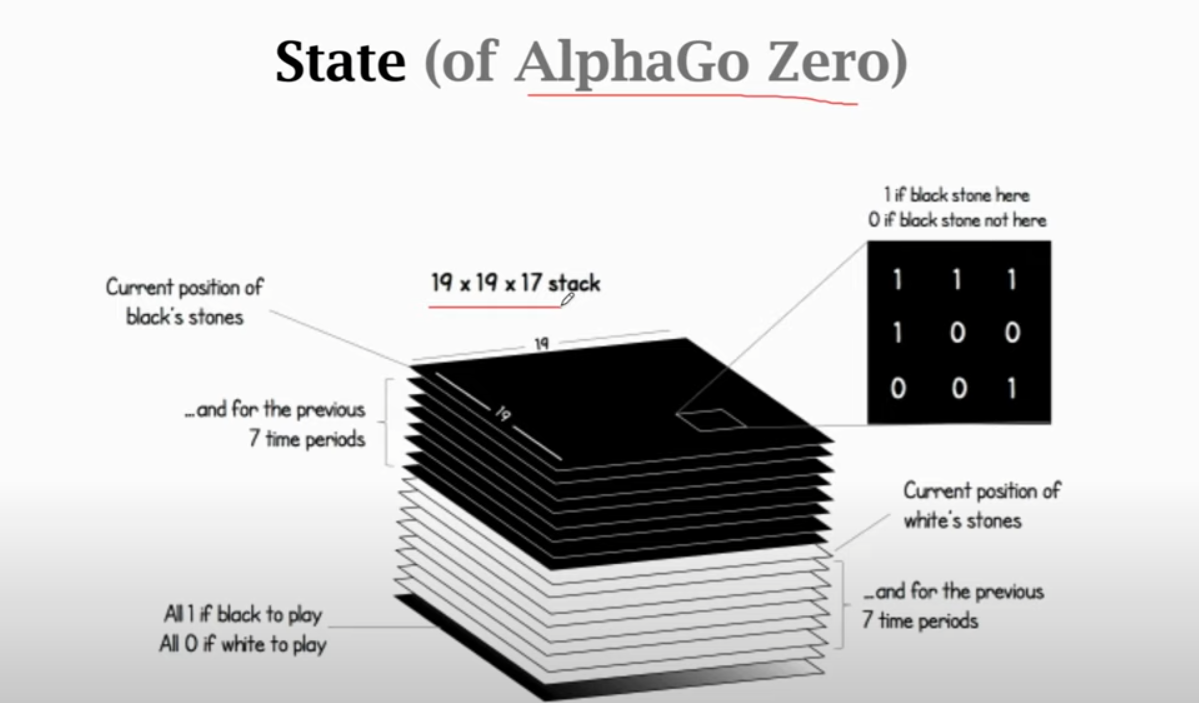 State (of AlphaGo Zero)
1 if black stone here
0 if black stone not here
Current position of
black's stones
19 x 19 x 17 stack
1 1 1
1 0 0
0 0 1
19
19
...and for the previous
7 time periods
Current position of
white's stones
...and for the previous
7 time periods
All 1 if black to play
All 0 if white to play